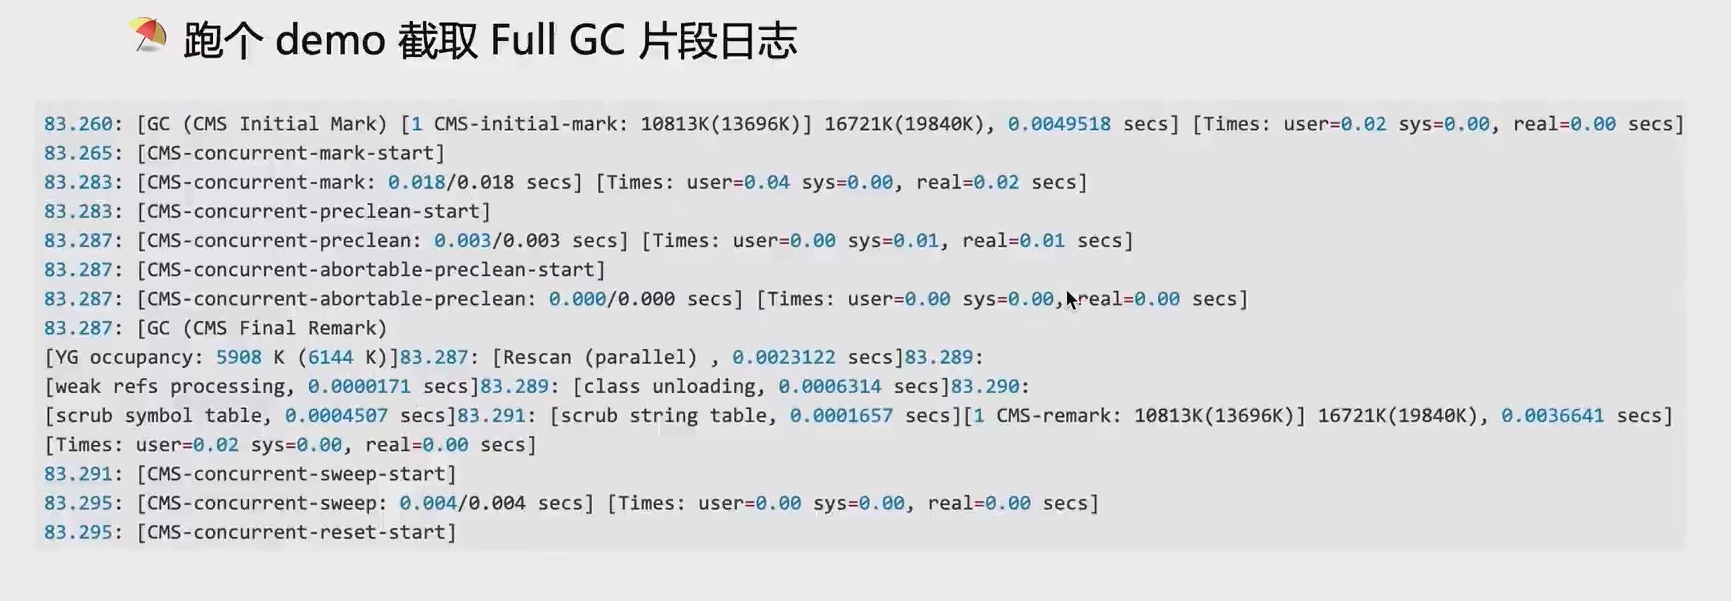 跑个 demo 截取 Full GC 片段日志
83.260: [GC (CMS Initial Mark) [1 CMS-initial-mark: 10813K(13696K)] 16721K(19840K), 0.0049518 secs] [Times: user=0.02 sys=0.00, real=0.00 secs]
83.265: [CMS-concurrent-mark-start]
83.283: [CMS-concurrent-mark: 0.018/0.018 secs] [Times: user=0.04 sys=0.00, real=0.02 secs]
83.283: [CMS-concurrent-preclean-start]
83.287: [CMS-concurrent-preclean: 0.003/0.003 secs] [Times: user=0.00 sys=0.01, real=0.01 secs]
83.287: [CMS-concurrent-abortable-preclean-start]
83.287: [CMS-concurrent-abortable-preclean: 0.000/0.000 secs] [Times: user=0.00 sys=0.00, real=0.00 secs]
83.287: [GC (CMS Final Remark)
[YG occupancy: 5908 K (6144 K)]83.287: [Rescan (parallel) , 0.0023122 secs]83.289:
[weak refs processing, 0.0000171 secs]83.289: [class unloading, 0.0006314 secs]83.290:
[scrub symbol table, 0.0004507 secs]83.291: [scrub string table, 0.0001657 secs][1 CMS-remark: 10813K(13696K)] 16721K(19840K), 0.0036641 secs]
[Times: user=0.02 sys=0.00, real=0.00 secs]
83.291: [CMS-concurrent-sweep-start]
83.295: [CMS-concurrent-sweep: 0.004/0.004 secs] [Times: user=0.00 sys=0.00, real=0.00 secs]
83.295: [CMS-concurrent-reset-start]